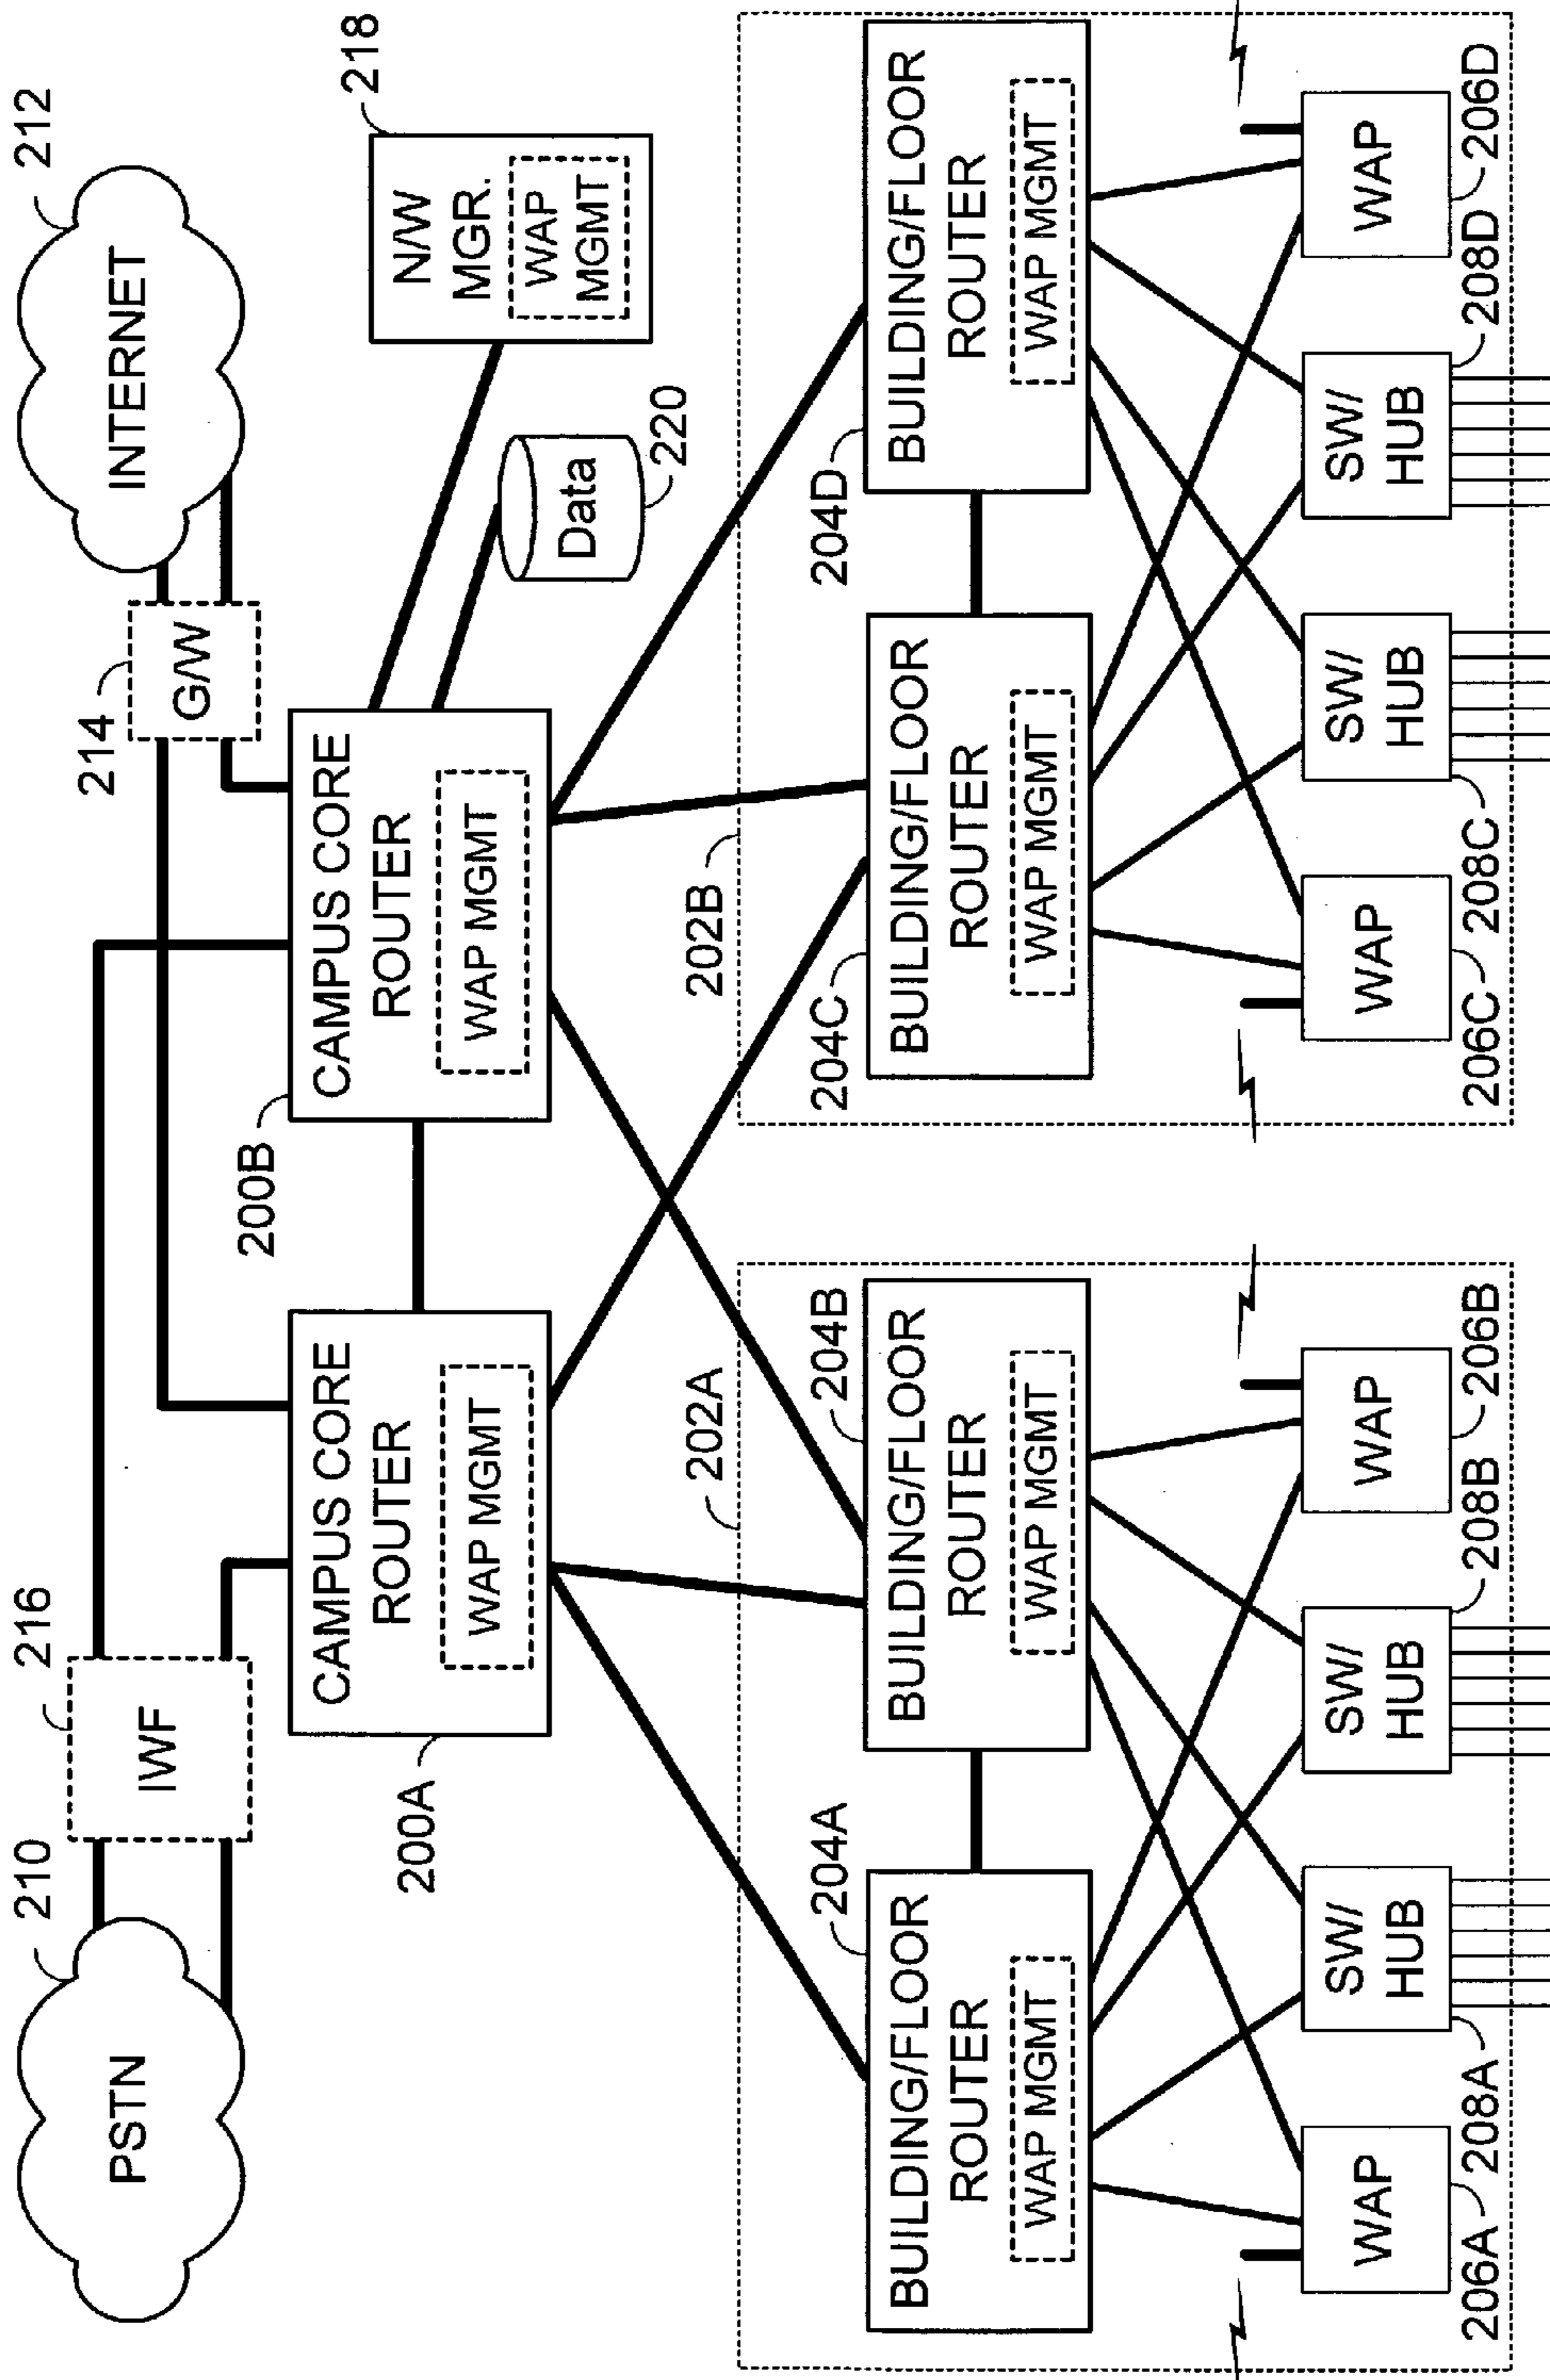 210
PSTN
216
IWF
214
G/W
212
INTERNET
200A
CAMPUS CORE
ROUTER
WAP MGMT
200B
CAMPUS CORE
ROUTER
WAP MGMT
218
N/W
MGR.
WAP
MGMT
Data
220
202A
204A
BUILDING/FLOOR
ROUTER
WAP MGMT
204B
BUILDING/FLOOR
ROUTER
WAP MGMT
WAP
206A
SW/
HUB
208A
SW/
HUB
208B
WAP
206B
202B
204C
BUILDING/FLOOR
ROUTER
WAP MGMT
204D
BUILDING/FLOOR
ROUTER
WAP MGMT
WAP
206C
SW/
HUB
208C
SW/
HUB
208D
WAP
206D